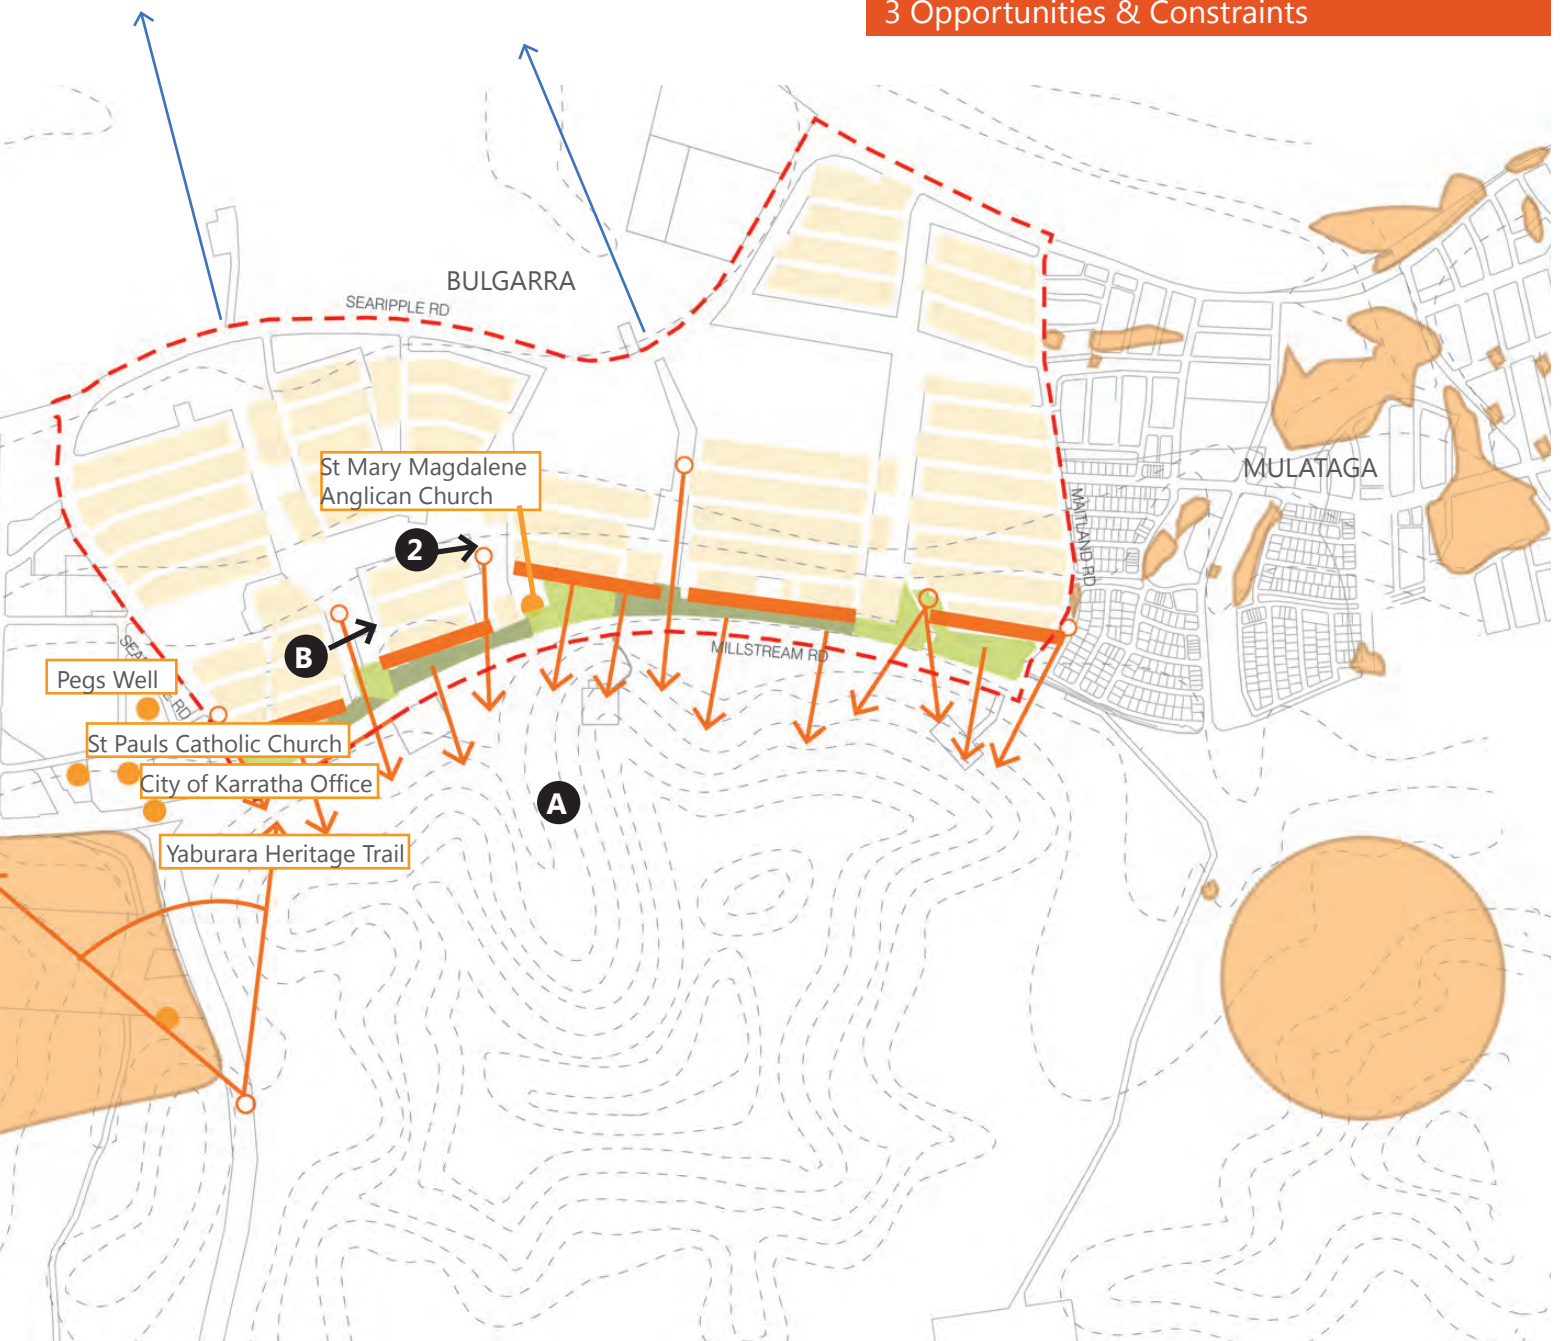 3 Opportunities & Constraints
BULGARRA
SEARIPPLE RD
St Mary Magdalene
Anglican Church
MULATAGA
MAITLAND RD
2
B
MILLSTREAM RD
RD
Pegs Well
St Pauls Catholic Church
City of Karratha Office
A
Yaburara Heritage Trail